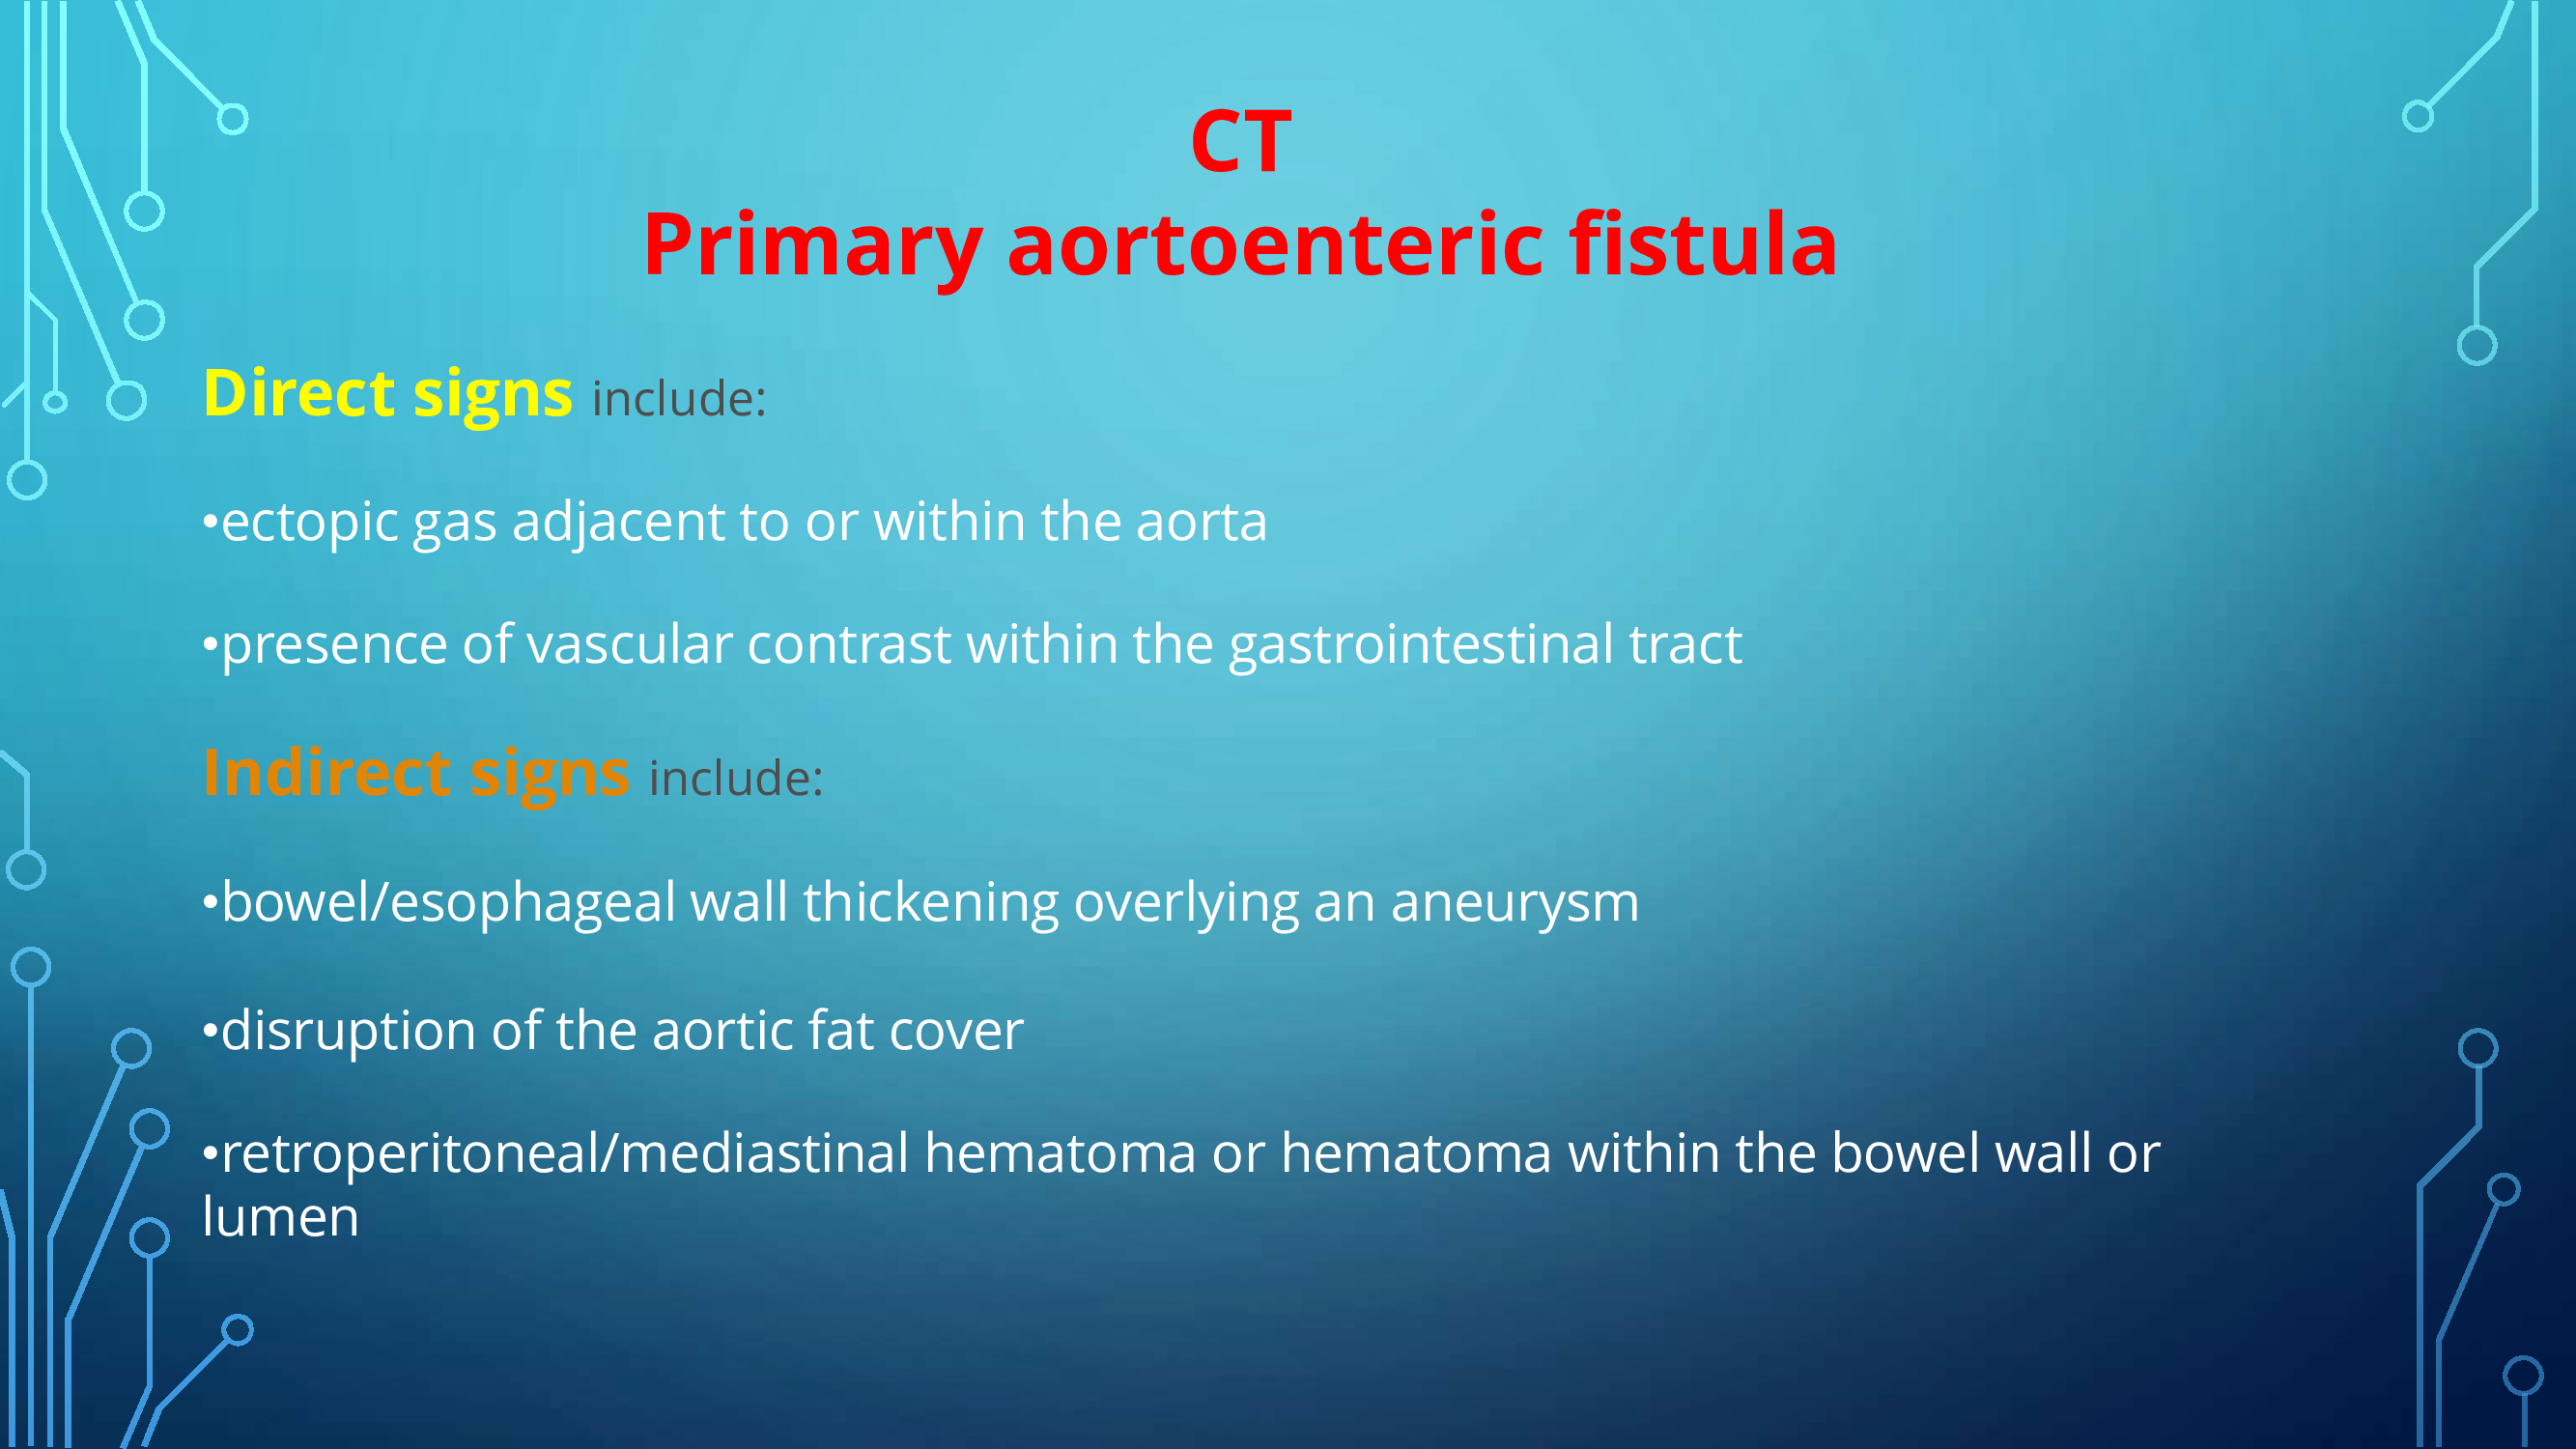 CT
Primary aortoenteric fistula
Direct signs include:
•ectopic gas adjacent to or within the aorta
•presence of vascular contrast within the gastrointestinal tract
Indirect signs include:
•bowel/esophageal wall thickening overlying an aneurysm
•disruption of the aortic fat cover
•retroperitoneal/mediastinal hematoma or hematoma within the bowel wall or
lumen